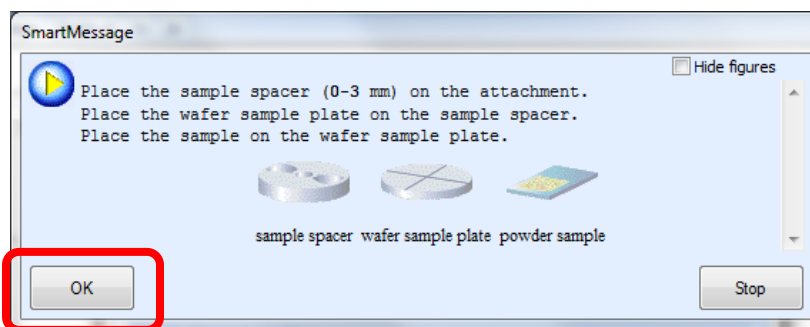 SmartMessage
Hide figures
Place the sample spacer (0-3 mm) on the attachment.
Place the wafer sample plate on the sample spacer.
Place the sample on the wafer sample plate.
sample spacer wafer sample plate powder sample
OK Stop